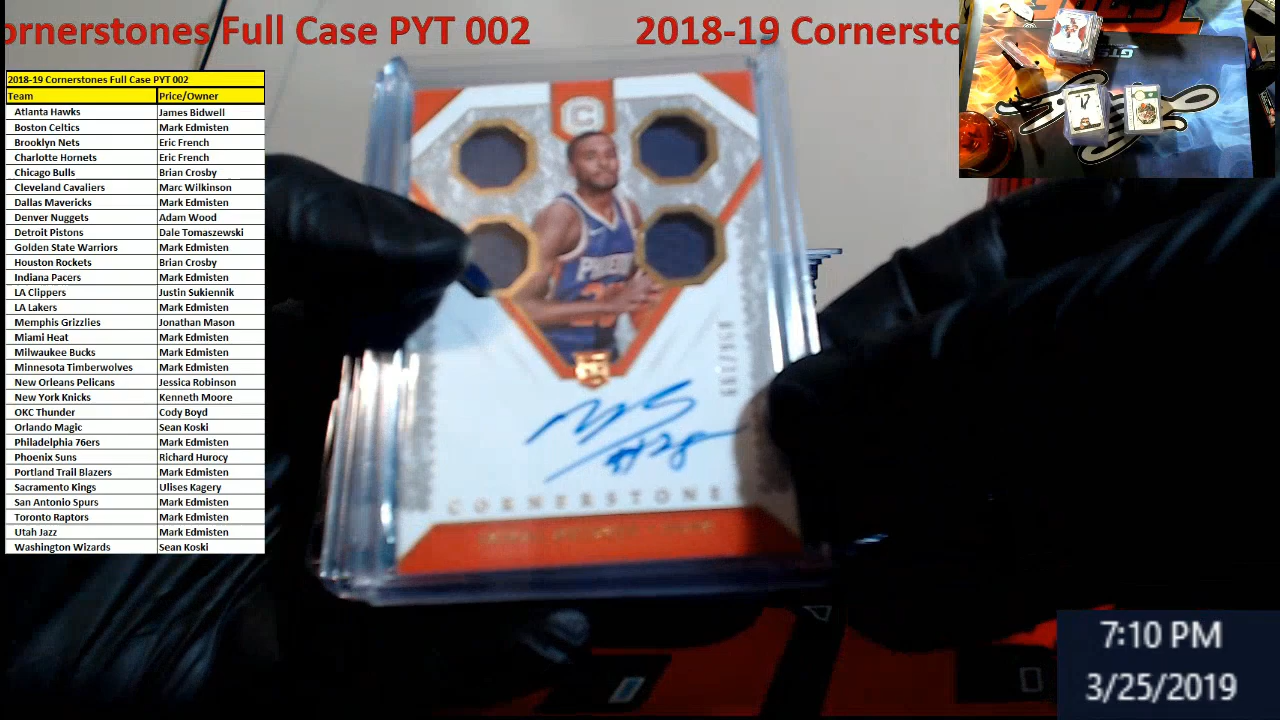 ornerstones Full Case PYT 002
2018-19 Cornersto
2018-19 Cornerstones Full Case PYT 002
Team Price/Owner
Atlanta Hawks James Bidwell
Boston Celtics Mark Edmisten
Brooklyn Nets Eric French
Charlotte Hornets Eric French
Chicago Bulls Brian Crosby
Cleveland Cavaliers Marc Wilkinson
Dallas Mavericks Mark Edmisten
Denver Nuggets Adam Wood
Detroit Pistons Dale Tomaszewski
Golden State Warriors Mark Edmisten
Houston Rockets Brian Crosby
Indiana Pacers Mark Edmisten
LA Clippers Justin Sukiennik
LA Lakers Mark Edmisten
Memphis Grizzlies Jonathan Mason
Miami Heat Mark Edmisten
Milwaukee Bucks Mark Edmisten
Minnesota Timberwolves Mark Edmisten
New Orleans Pelicans Jessica Robinson
New York Knicks Kenneth Moore
OKC Thunder Cody Boyd
Orlando Magic Sean Koski
Philadelphia 76ers Mark Edmisten
Phoenix Suns Richard Hurocy
Portland Trail Blazers Mark Edmisten
Sacramento Kings Ulises Kagery
San Antonio Spurs Mark Edmisten
Toronto Raptors Mark Edmisten
Utah Jazz Mark Edmisten
Washington Wizards Sean Koski
C
CORNERSTONE
7:10 PM
3/25/2019